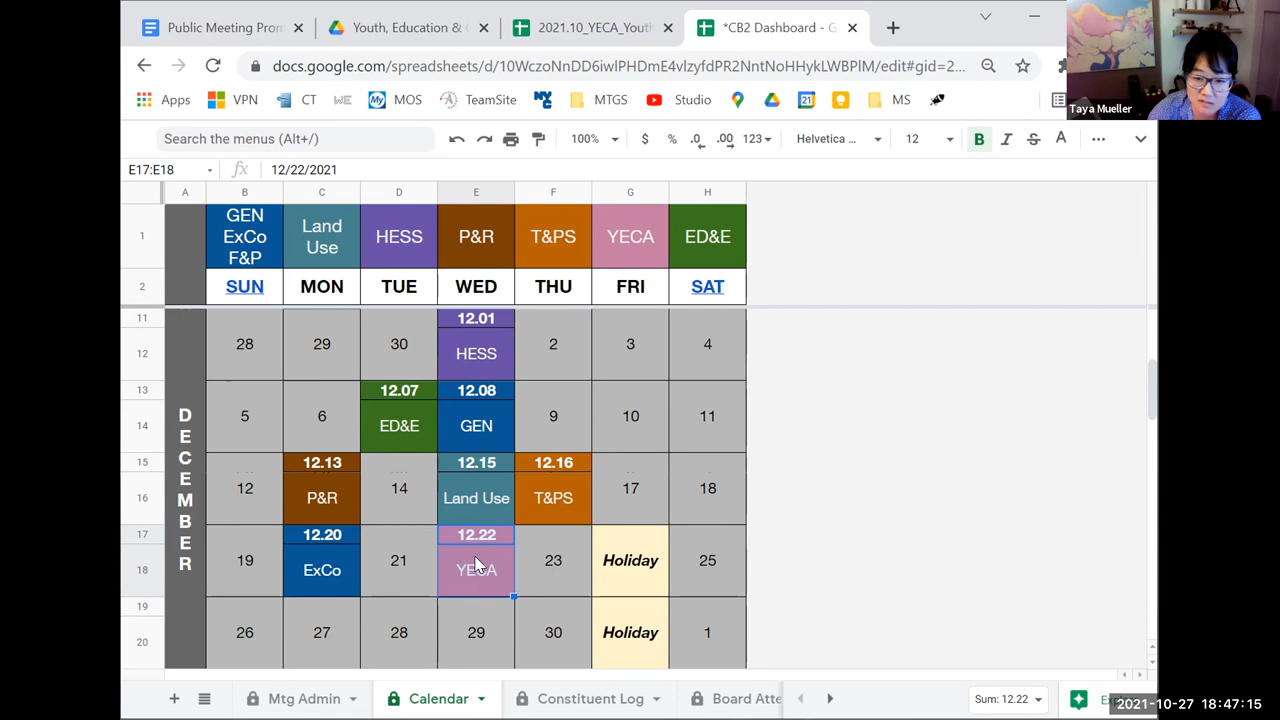 Public Meeting Pro
Youth, Education &
2021.10_YECA_Yout
*CB2 Dashboard - G
docs.google.com/spreadsheets/d/10WczoNnDD6iwlPHDmE4vlzyfdPR2NntNoHHykLWBPlM/edit#gid=2...
Apps
VPN
CT
WE
My MOS
TeamSite
NYC
MTGS
Studio
21
MS
Taya Mueller
Search the menus (Alt+/)
100%
$
%
.0
.00
123
Helvetica ...
12
B
I
S
A
E17:E18
fx
12/22/2021
A B C D E F G H
1
GEN ExCo F&P
Land Use
HESS
P&R
T&PS
YECA
ED&E
2 SUN MON TUE WED THU FRI SAT
DECEMBER
11 12.01
12 28 29 30 HESS 2 3 4
13 12.07 12.08
14 5 6 ED&E GEN 9 10 11
15 12.13 12.15 12.16
16 12 P&R 14 Land Use T&PS 17 18
17 12.20 12.22
18 19 ExCo 21 YECA 23 Holiday 25
19
20 26 27 28 29 30 Holiday 1
Mtg Admin
Calendar
Constituent Log
Board Atte
Sum: 12.22
2021-10-27 18:47:15